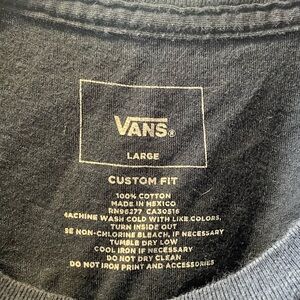 VANS®
LARGE
CUSTOM FIT
100% COTTON
MADE IN MEXICO
RN96277 CA30516
MACHINE WASH COLD WITH LIKE COLORS,
TURN INSIDE OUT
SE NON-CHLORINE BLEACH, IF NECESSARY
TUMBLE DRY LOW
COOL IRON IF NECESSARY
DO NOT DRY CLEAN
DO NOT IRON PRINT AND ACCESSORIES